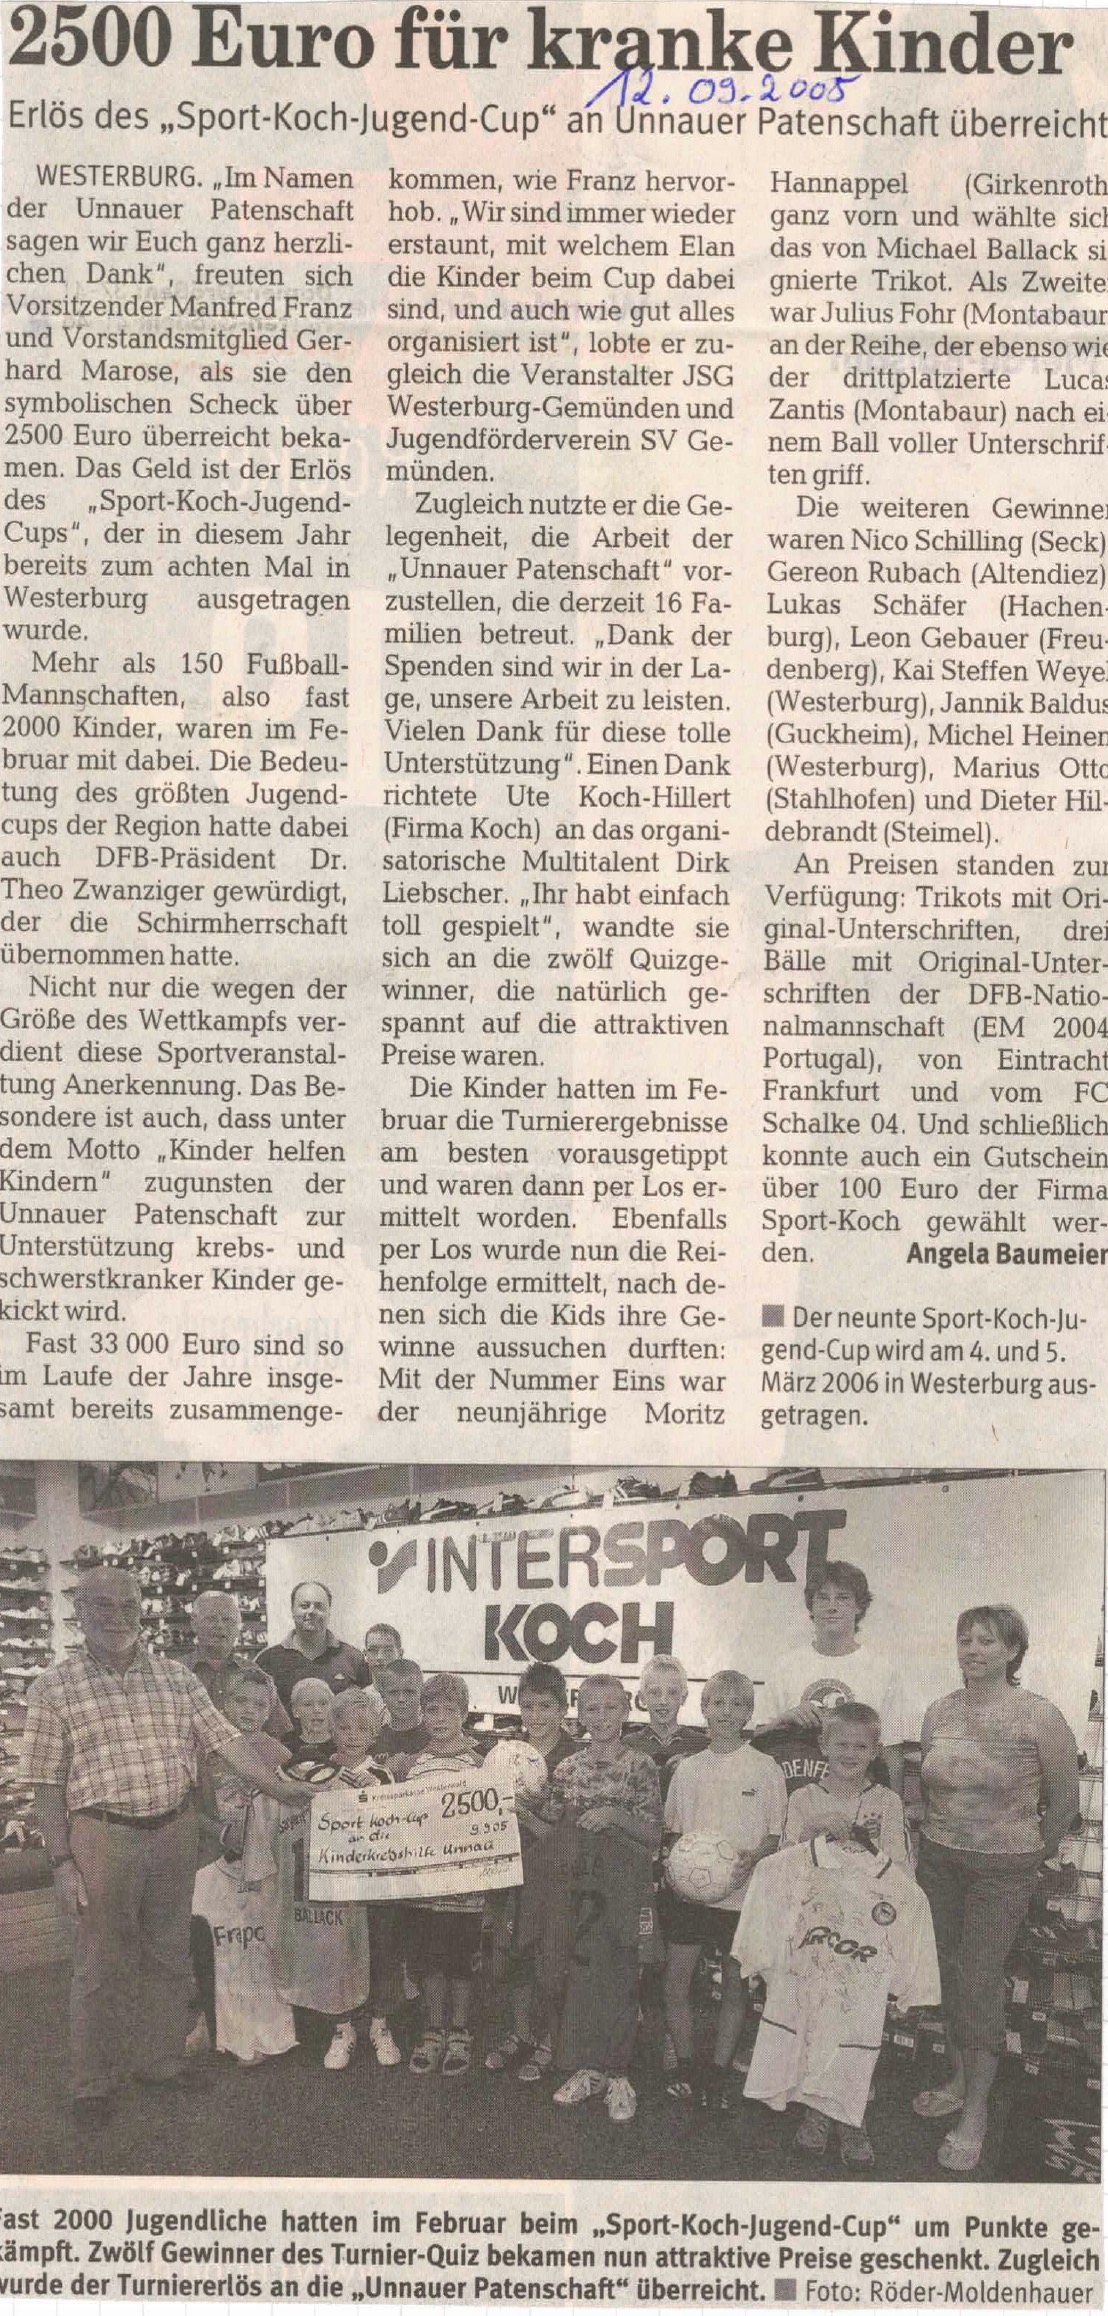 2500 Euro für kranke Kinder
12.09.2005
Erlös des „Sport-Koch-Jugend-Cup“ an Unnauer Patenschaft überreicht
WESTERBURG. „Im Namen
der Unnauer Patenschaft
sagen wir Euch ganz herzli-
chen Dank“, freuten sich
Vorsitzender Manfred Franz
und Vorstandsmitglied Ger-
hard Marose, als sie den
symbolischen Scheck über
2500 Euro überreicht beka-
men. Das Geld ist der Erlös
des „Sport-Koch-Jugend-
Cups“, der in diesem Jahr
bereits zum achten Mal in
Westerburg ausgetragen
wurde.
Mehr als 150 Fußball-
Mannschaften, also fast
2000 Kinder, waren im Fe-
bruar mit dabei. Die Bedeu-
tung des größten Jugend-
cups der Region hatte dabei
auch DFB-Präsident Dr.
Theo Zwanziger gewürdigt,
der die Schirmherrschaft
übernommen hatte.
Nicht nur die wegen der
Größe des Wettkampfs ver-
dient diese Sportveranstal-
tung Anerkennung. Das Be-
sondere ist auch, dass unter
dem Motto „Kinder helfen
Kindern“ zugunsten der
Unnauer Patenschaft zur
Unterstützung krebs- und
schwerstkranker Kinder ge-
kickt wird.
Fast 33 000 Euro sind so
im Laufe der Jahre insge-
samt bereits zusammenge-
kommen, wie Franz hervor-
hob. „Wir sind immer wieder
erstaunt, mit welchem Elan
die Kinder beim Cup dabei
sind, und auch wie gut alles
organisiert ist“, lobte er zu-
gleich die Veranstalter JSG
Westerburg-Gemünden und
Jugendförderverein SV Ge-
münden.
Zugleich nutzte er die Ge-
legenheit, die Arbeit der
„Unnauer Patenschaft“ vor-
zustellen, die derzeit 16 Fa-
milien betreut. „Dank der
Spenden sind wir in der La-
ge, unsere Arbeit zu leisten.
Vielen Dank für diese tolle
Unterstützung“. Einen Dank
richtete Ute Koch-Hillert
(Firma Koch) an das organi-
satorische Multitalent Dirk
Liebscher. „Ihr habt einfach
toll gespielt“, wandte sie
sich an die zwölf Quizge-
winner, die natürlich ge-
spannt auf die attraktiven
Preise waren.
Die Kinder hatten im Fe-
bruar die Turnierergebnisse
am besten vorausgetippt
und waren dann per Los er-
mittelt worden. Ebenfalls
per Los wurde nun die Rei-
henfolge ermittelt, nach de-
nen sich die Kids ihre Ge-
winne aussuchen durften:
Mit der Nummer Eins war
der neunjährige Moritz
Hannappel (Girkenroth
ganz vorn und wählte sich
das von Michael Ballack si
gnierte Trikot. Als Zweite
war Julius Fohr (Montabaur
an der Reihe, der ebenso wie
der drittplatzierte Lucas
Zantis (Montabaur) nach ei-
nem Ball voller Unterschrif-
ten griff.
Die weiteren Gewinner
waren Nico Schilling (Seck)
Gereon Rubach (Altendiez)
Lukas Schäfer (Hachen-
burg), Leon Gebauer (Freu-
denberg), Kai Steffen Weye
(Westerburg), Jannik Baldus
(Guckheim), Michel Heinen
(Westerburg), Marius Otto
(Stahlhofen) und Dieter Hil-
debrandt (Steimel).
An Preisen standen zur
Verfügung: Trikots mit Ori-
ginal-Unterschriften, drei
Bälle mit Original-Unter-
schriften der DFB-Natio-
nalmannschaft (EM 2004
Portugal), von Eintracht
Frankfurt und vom FC
Schalke 04. Und schließlich
konnte auch ein Gutschein
über 100 Euro der Firma
Sport-Koch gewählt wer-
den. Angela Baumeier
■ Der neunte Sport-Koch-Ju-
gend-Cup wird am 4. und 5.
März 2006 in Westerburg aus-
getragen.
INTERSPORT
KOCH
DENF
2500,-
Sport Koch-Cup
9.9.05
an die
Kinderkrebshilfe Unnau
BALLACK
Frapo
ARCOR
ast 2000 Jugendliche hatten im Februar beim „Sport-Koch-Jugend-Cup“ um Punkte ge-
ämpft. Zwölf Gewinner des Turnier-Quiz bekamen nun attraktive Preise geschenkt. Zugleich
wurde der Turniererlös an die „Unnauer Patenschaft“ überreicht. ■ Foto: Röder-Moldenhauer